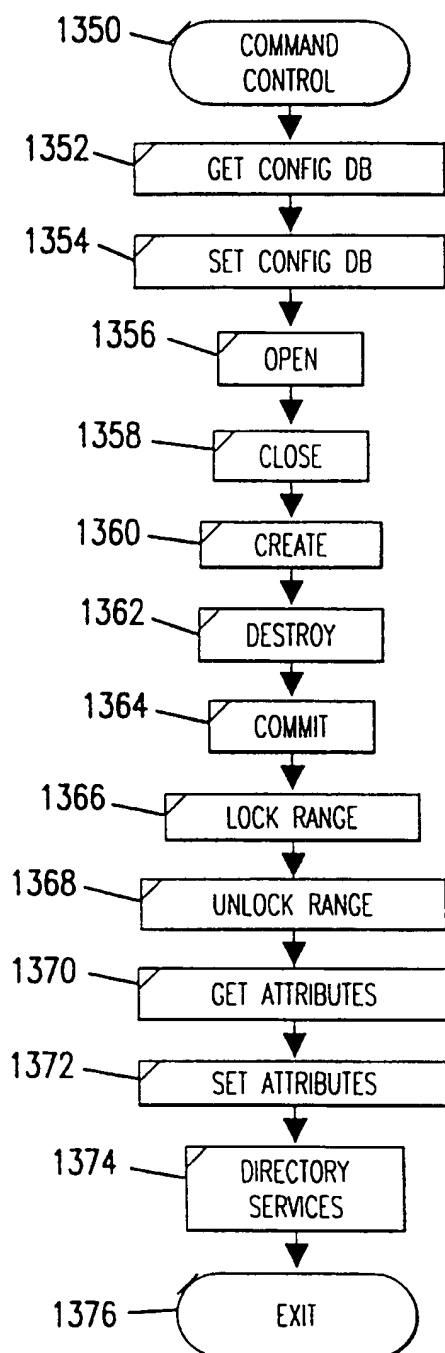 1350
COMMAND
CONTROL
1352
GET CONFIG DB
1354
SET CONFIG DB
1356
OPEN
1358
CLOSE
1360
CREATE
1362
DESTROY
1364
COMMIT
1366
LOCK RANGE
1368
UNLOCK RANGE
1370
GET ATTRIBUTES
1372
SET ATTRIBUTES
1374
DIRECTORY
SERVICES
1376
EXIT